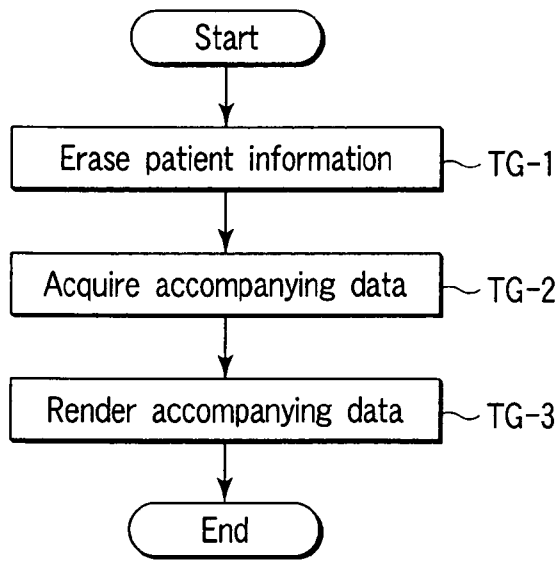 Start
Erase patient information TG-1
Acquire accompanying data TG-2
Render accompanying data TG-3
End